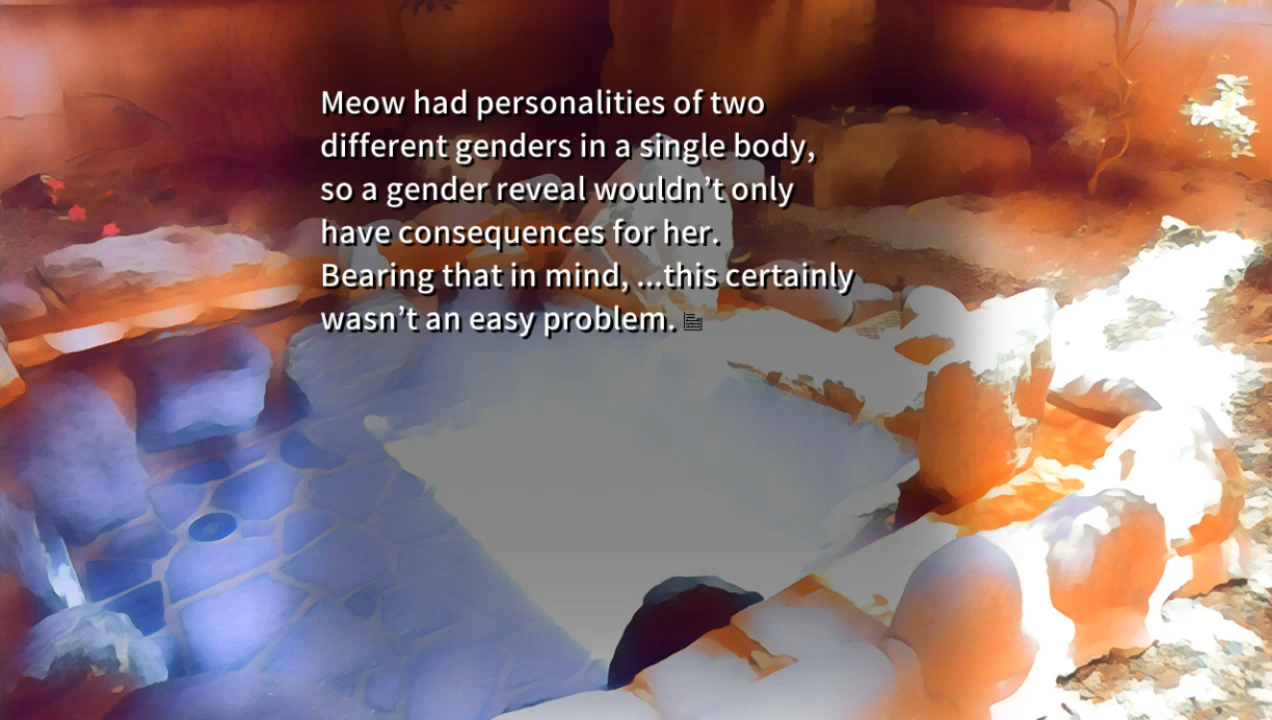 Meow had personalities of two
different genders in a single body,
so a gender reveal wouldn’t only
have consequences for her.
Bearing that in mind, ...this certainly
wasn’t an easy problem.